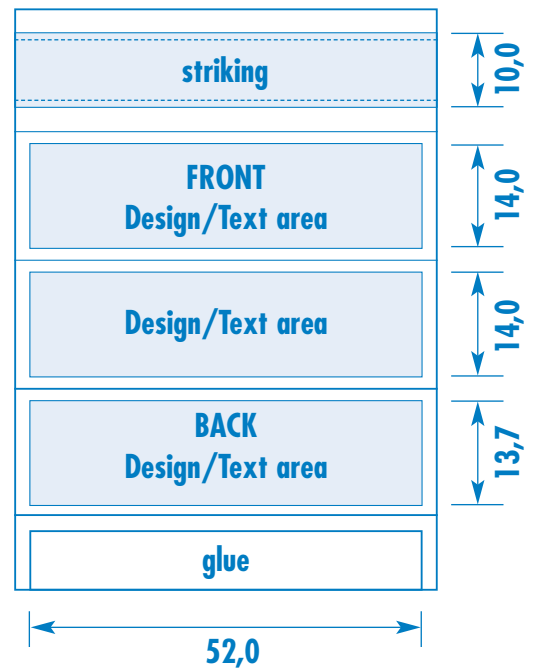 striking
10,0
FRONT
Design/Text area
14,0
Design/Text area
14,0
BACK
Design/Text area
13,7
glue
52,0